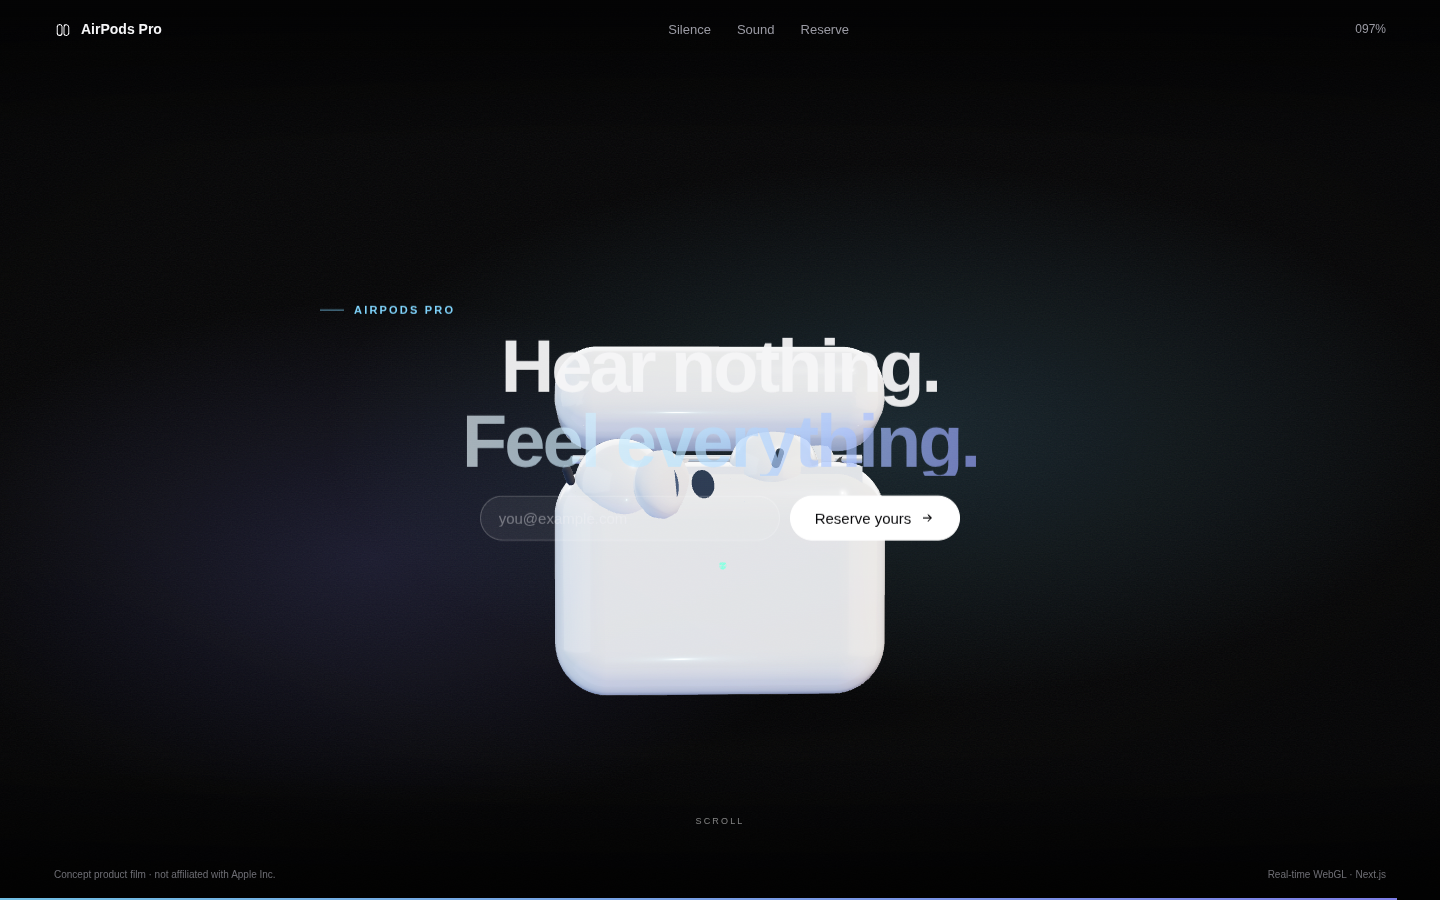 AirPods Pro
Silence
Sound
Reserve
097%
AIRPODS PRO
Hear nothing.
Feel everything.
you@example.com
Reserve yours →
SCROLL
Concept product film · not affiliated with Apple Inc.
Real-time WebGL · Next.js